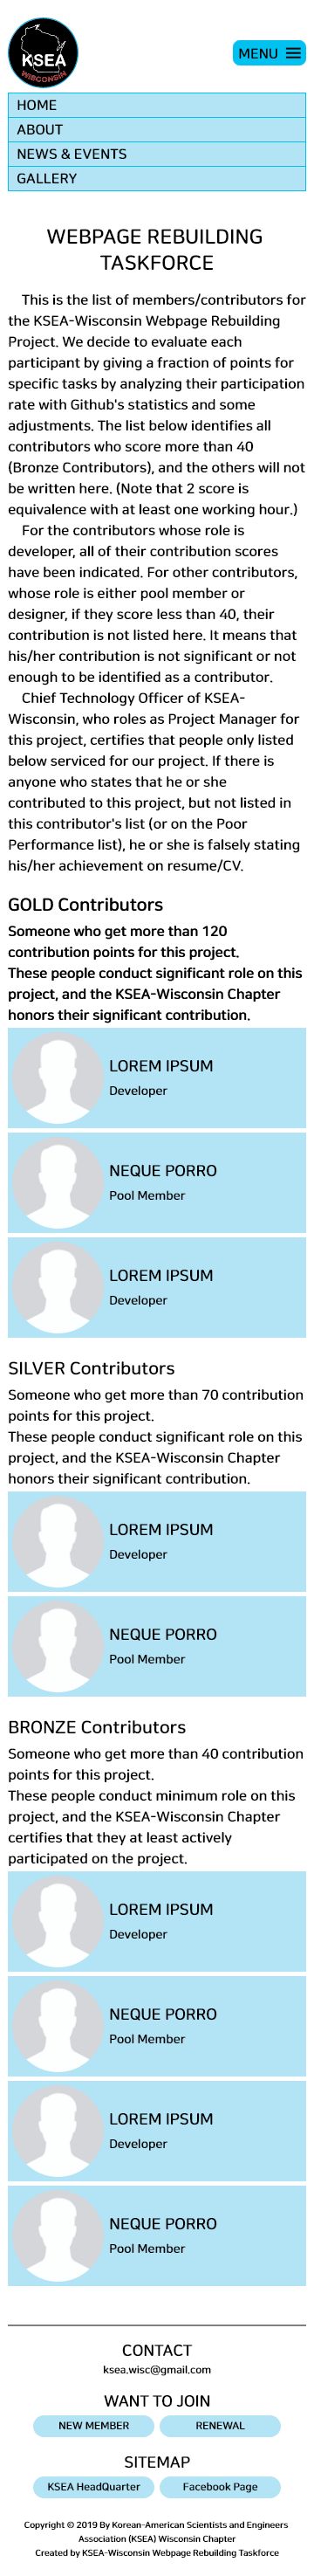 KSEA
WISCONSIN
MENU
HOME
ABOUT
NEWS & EVENTS
GALLERY
WEBPAGE REBUILDING
TASKFORCE
This is the list of members/contributors for
the KSEA-Wisconsin Webpage Rebuilding
Project. We decide to evaluate each
participant by giving a fraction of points for
specific tasks by analyzing their participation
rate with Github's statistics and some
adjustments. The list below identifies all
contributors who score more than 40
(Bronze Contributors), and the others will not
be written here. (Note that 2 score is
equivalence with at least one working hour.)
For the contributors whose role is
developer, all of their contribution scores
have been indicated. For other contributors,
whose role is either pool member or
designer, if they score less than 40, their
contribution is not listed here. It means that
his/her contribution is not significant or not
enough to be identified as a contributor.
Chief Technology Officer of KSEA-
Wisconsin, who roles as Project Manager for
this project, certifies that people only listed
below serviced for our project. If there is
anyone who states that he or she
contributed to this project, but not listed in
this contributor's list (or on the Poor
Performance list), he or she is falsely stating
his/her achievement on resume/CV.
GOLD Contributors
Someone who get more than 120
contribution points for this project.
These people conduct significant role on this
project, and the KSEA-Wisconsin Chapter
honors their significant contribution.
LOREM IPSUM
Developer
NEQUE PORRO
Pool Member
LOREM IPSUM
Developer
SILVER Contributors
Someone who get more than 70 contribution
points for this project.
These people conduct significant role on this
project, and the KSEA-Wisconsin Chapter
honors their significant contribution.
LOREM IPSUM
Developer
NEQUE PORRO
Pool Member
BRONZE Contributors
Someone who get more than 40 contribution
points for this project.
These people conduct minimum role on this
project, and the KSEA-Wisconsin Chapter
certifies that they at least actively
participated on the project.
LOREM IPSUM
Developer
NEQUE PORRO
Pool Member
LOREM IPSUM
Developer
NEQUE PORRO
Pool Member
CONTACT
ksea.wisc@gmail.com
WANT TO JOIN
NEW MEMBER RENEWAL
SITEMAP
KSEA HeadQuarter Facebook Page
Copyright © 2019 By Korean-American Scientists and Engineers
Association (KSEA) Wisconsin Chapter
Created by KSEA-Wisconsin Webpage Rebuilding Taskforce